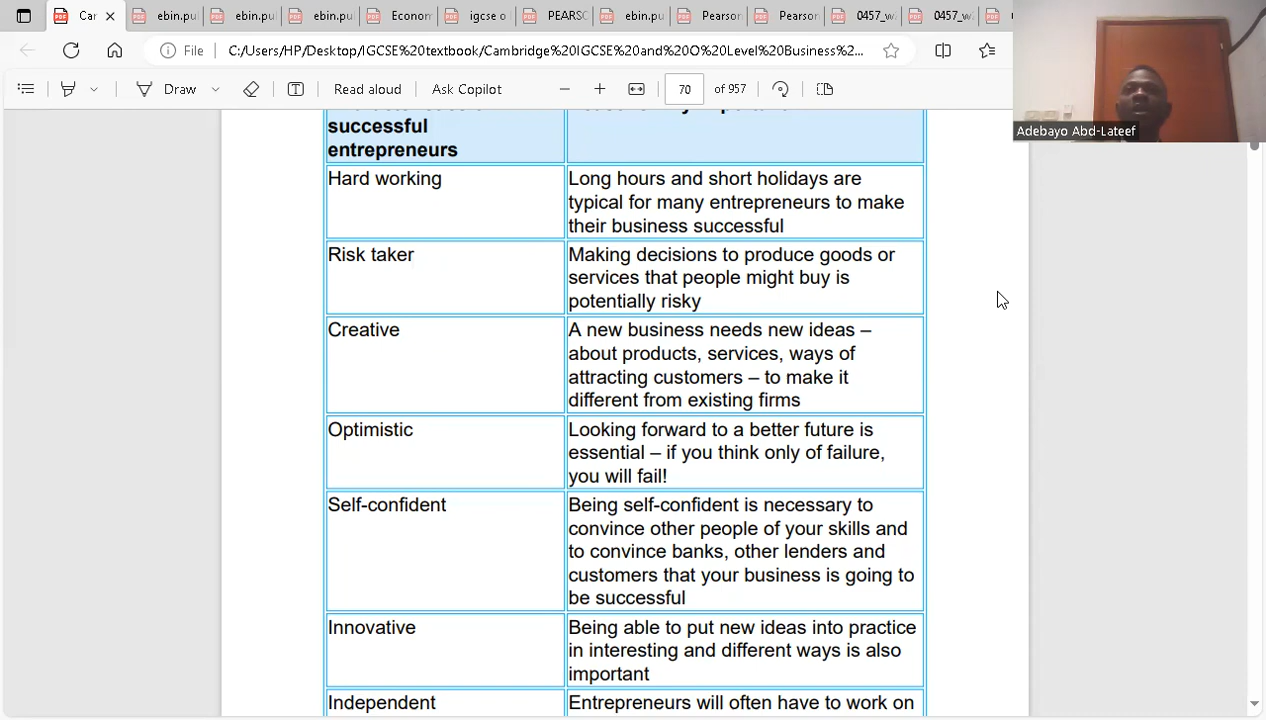 Car
ebin.pu
ebin.pu
ebin.pu
Econom
igcse.o
PEARSO
ebin.pu
Pearson
Pearson
0457_w
0457_w
File
C:/Users/HP/Desktop/IGCSE%20textbook/Cambridge%20IGCSE%20and%20O%20Level%20Business%2...
Draw
Read aloud
Ask Copilot
70
of 957
Adebayo Abd-Lateef
successful
entrepreneurs
Hard working
Long hours and short holidays are
typical for many entrepreneurs to make
their business successful
Risk taker
Making decisions to produce goods or
services that people might buy is
potentially risky
Creative
A new business needs new ideas –
about products, services, ways of
attracting customers – to make it
different from existing firms
Optimistic
Looking forward to a better future is
essential – if you think only of failure,
you will fail!
Self-confident
Being self-confident is necessary to
convince other people of your skills and
to convince banks, other lenders and
customers that your business is going to
be successful
Innovative
Being able to put new ideas into practice
in interesting and different ways is also
important
Independent
Entrepreneurs will often have to work on